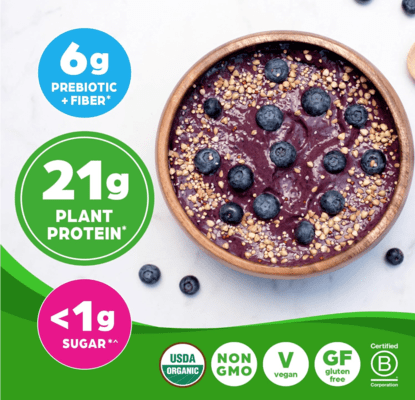 6g
PREBIOTIC
+ FIBER*
21g
PLANT
PROTEIN*
<1g
SUGAR*^
USDA
ORGANIC
NON
GMO
V
vegan
GF
gluten
free
Certified
B
Corporation